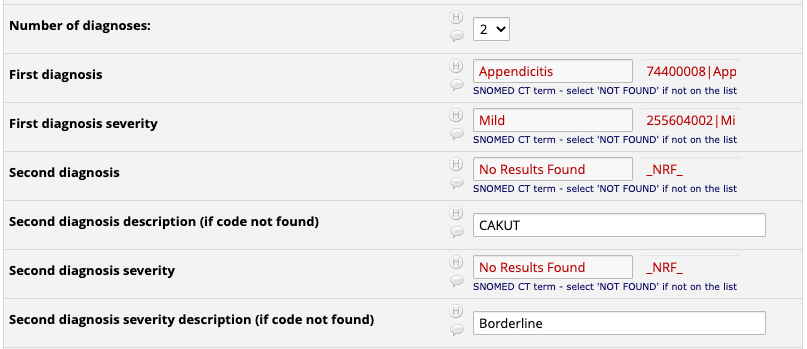 Number of diagnoses:
H
2
First diagnosis
H
Appendicitis
74400008|App
SNOMED CT term - select 'NOT FOUND' if not on the list
First diagnosis severity
H
Mild
255604002|Mi
SNOMED CT term - select 'NOT FOUND' if not on the list
Second diagnosis
H
No Results Found
_NRF_
SNOMED CT term - select 'NOT FOUND' if not on the list
Second diagnosis description (if code not found)
H
CAKUT
Second diagnosis severity
H
No Results Found
_NRF_
SNOMED CT term - select 'NOT FOUND' if not on the list
Second diagnosis severity description (if code not found)
H
Borderline